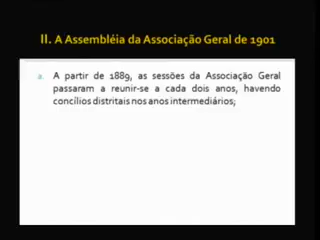 II. A Assembléia da Associação Geral de 1901
a. A partir de 1889, as sessões da Associação Geral
passaram a reunir-se a cada dois anos, havendo
concílios distritais nos anos intermediários;